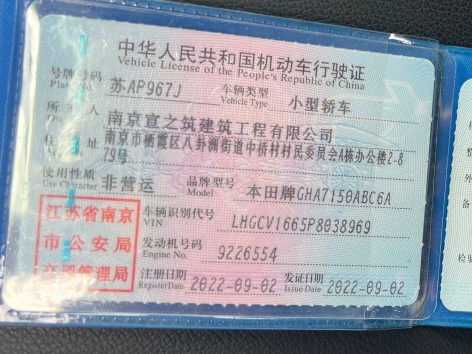 中华人民共和国机动车行驶证
Vehicle License of the People's Republic of China
号牌号码 苏AP967J 车辆类型 小型轿车
Vehicle Type
所 人 南京宣之筑建筑工程有限公司
住 址 南京市栖霞区八卦洲街道中桥村村民委员会A栋办公楼2-8
79号
使用性质 非营运 品牌型号 本田牌GHA7150ABC6A
Use Character Model
江苏省南京
市公安局
交通管理局
车辆识别代号 LHGCV1665P8038969
VIN
发动机号码 9226554
Engine No.
注册日期 2022-09-02 发证日期 2022-09-02
Register Date Issue Date